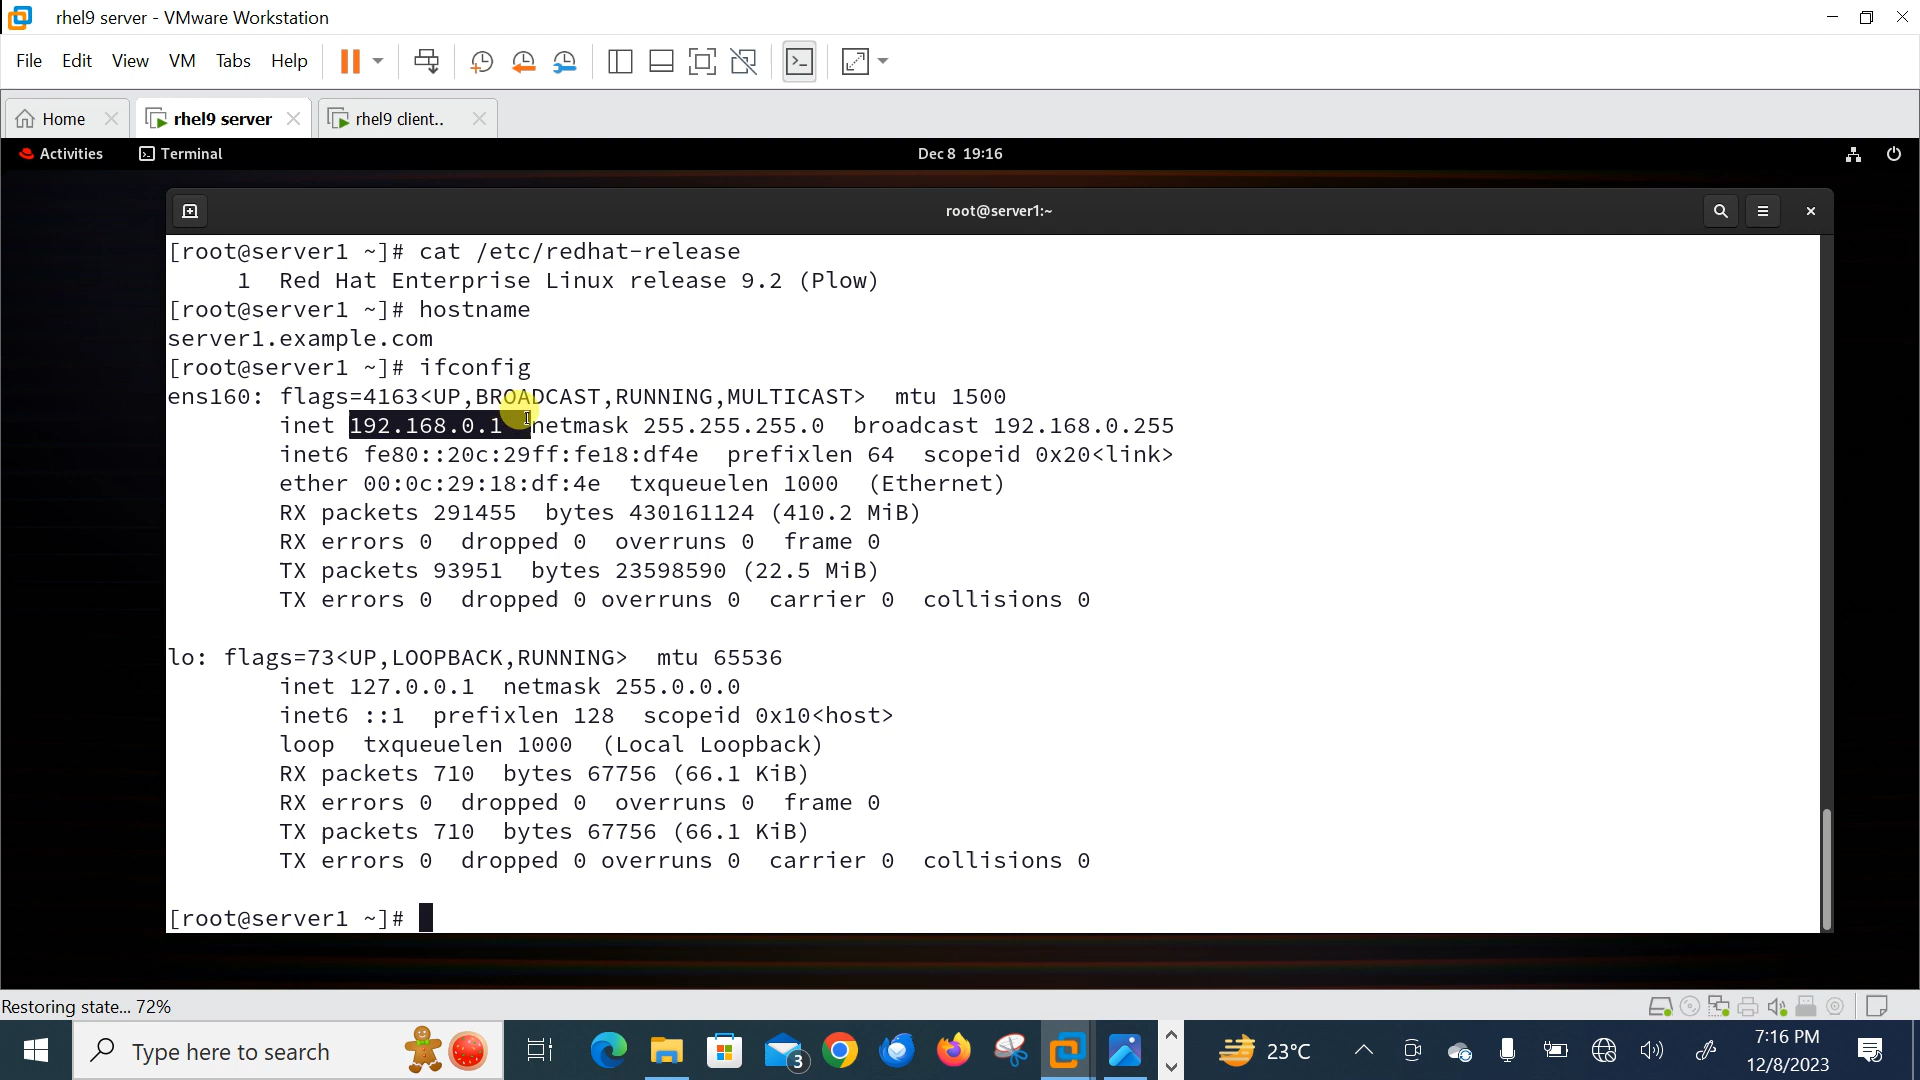 rhel9 server - VMware Workstation
File Edit View VM Tabs Help
Home rhel9 server rhel9 client..
Activities Terminal Dec 8 19:16
root@server1:~
[root@server1 ~]# cat /etc/redhat-release
1 Red Hat Enterprise Linux release 9.2 (Plow)
[root@server1 ~]# hostname
server1.example.com
[root@server1 ~]# ifconfig
ens160: flags=4163<UP,BROADCAST,RUNNING,MULTICAST> mtu 1500
inet 192.168.0.1 netmask 255.255.255.0 broadcast 192.168.0.255
inet6 fe80::20c:29ff:fe18:df4e prefixlen 64 scopeid 0x20<link>
ether 00:0c:29:18:df:4e txqueuelen 1000 (Ethernet)
RX packets 291455 bytes 430161124 (410.2 MiB)
RX errors 0 dropped 0 overruns 0 frame 0
TX packets 93951 bytes 23598590 (22.5 MiB)
TX errors 0 dropped 0 overruns 0 carrier 0 collisions 0
lo: flags=73<UP,LOOPBACK,RUNNING> mtu 65536
inet 127.0.0.1 netmask 255.0.0.0
inet6 ::1 prefixlen 128 scopeid 0x10<host>
loop txqueuelen 1000 (Local Loopback)
RX packets 710 bytes 67756 (66.1 KiB)
RX errors 0 dropped 0 overruns 0 frame 0
TX packets 710 bytes 67756 (66.1 KiB)
TX errors 0 dropped 0 overruns 0 carrier 0 collisions 0
[root@server1 ~]#
Restoring state... 72%
Type here to search 3 23°C 7:16 PM
12/8/2023